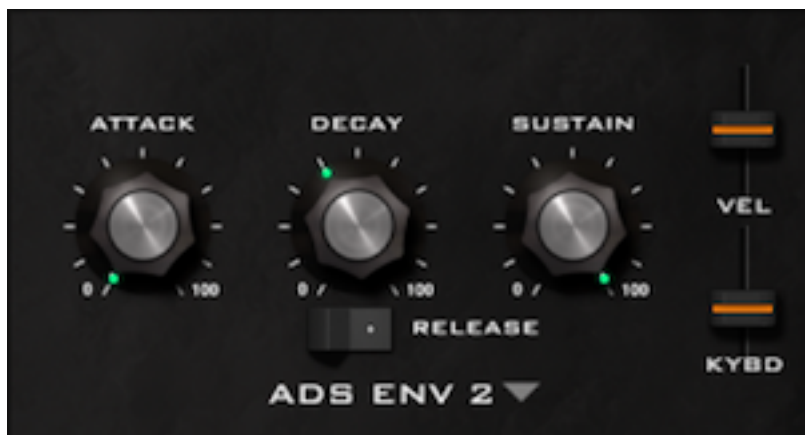 ATTACK DECAY SUSTAIN
VEL
0 100 0 100 0 100
RELEASE
KYBD
ADS ENV 2